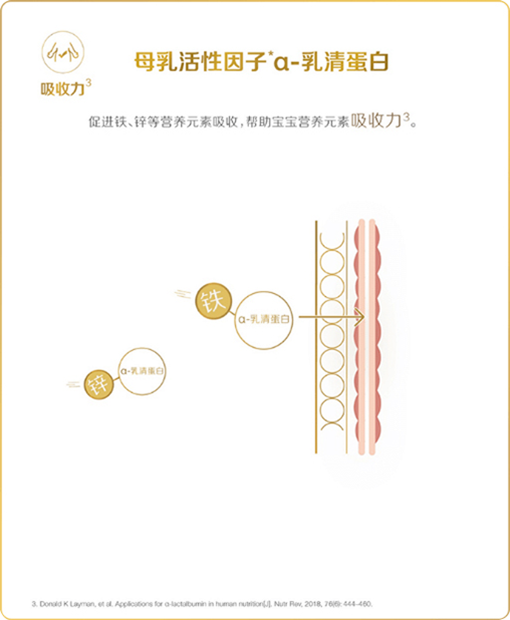 母乳活性因子*α-乳清蛋白
吸收力3
促进铁、锌等营养元素吸收，帮助宝宝营养元素吸收力3。
铁
α-乳清蛋白
α-乳清蛋白
锌
3. Donald K Layman, et al. Applications for α-lactalbumin in human nutrition[J]. Nutr Rev, 2018, 76(6): 444-460.